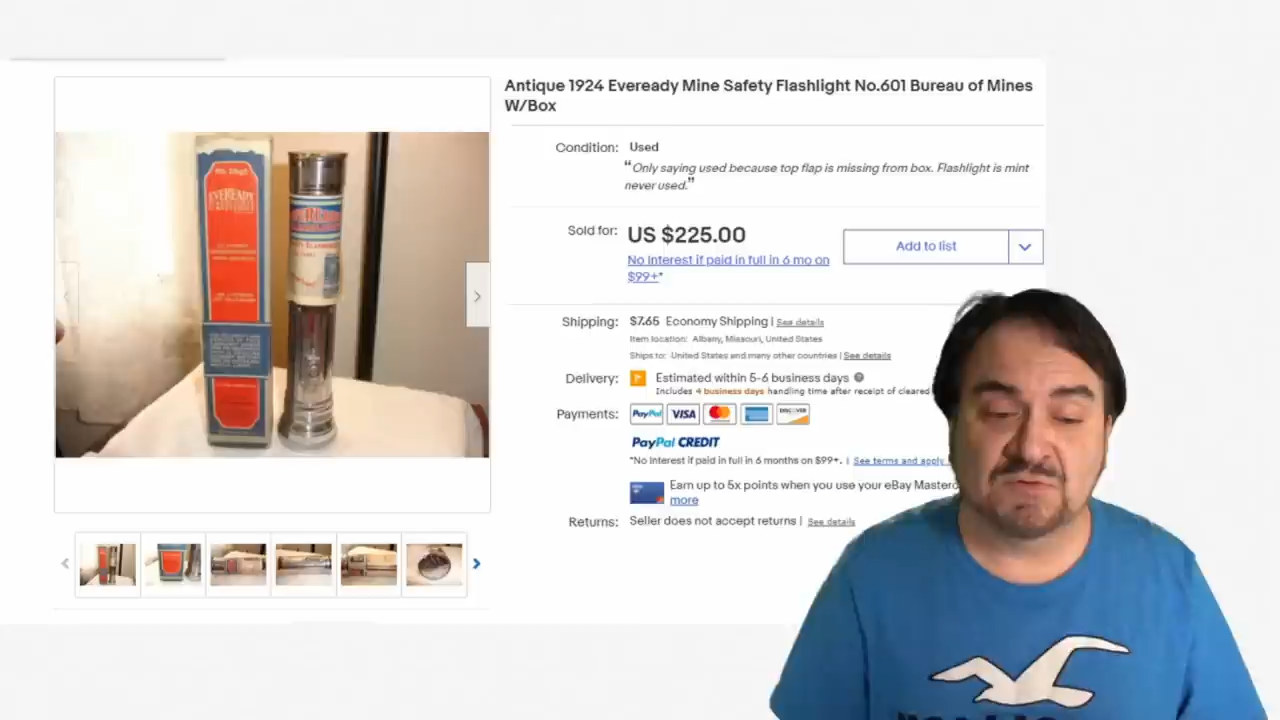 Antique 1924 Eveready Mine Safety Flashlight No.601 Bureau of Mines
W/Box
Condition: Used
“Only saying used because top flap is missing from box. Flashlight is mint
never used.”
Sold for: US $225.00
Add to list
No Interest if paid in full in 6 mo on
$99+*
Shipping: $7.65 Economy Shipping | See details
Item location: Albany, Missouri, United States
Ships to: United States and many other countries | See details
Delivery: Estimated within 5-6 business days
Includes 4 business days handling time after receipt of cleared
Payments: PayPal VISA DISCOVER
PayPal CREDIT
*No Interest if paid in full in 6 months on $99+. | See terms and apply
Earn up to 5x points when you use your eBay Masterc
more
Returns: Seller does not accept returns | See details
EVEREADY